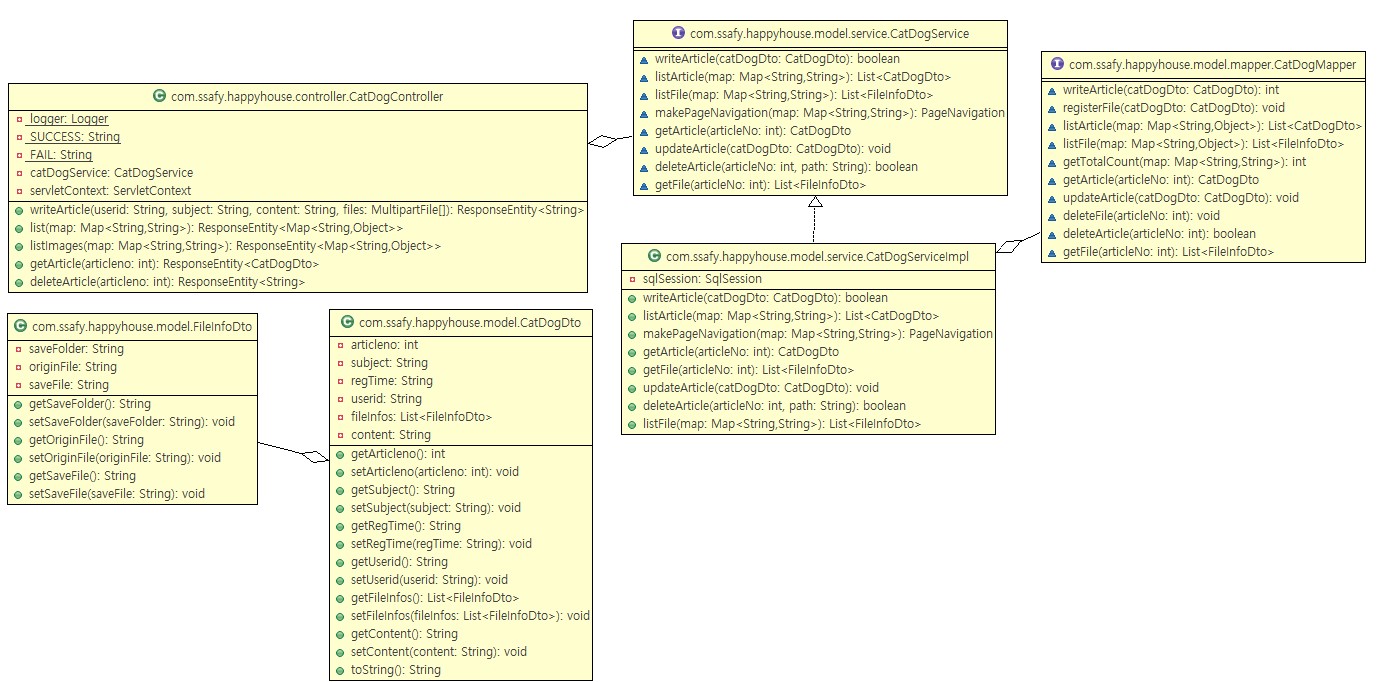 com.ssafy.happyhouse.controller.CatDogController
logger: Logger
SUCCESS: String
FAIL: String
catDogService: CatDogService
servletContext: ServletContext
writeArticle(userid: String, subject: String, content: String, files: MultipartFile[]): ResponseEntity<String>
list(map: Map<String,String>): ResponseEntity<Map<String,Object>>
listImages(map: Map<String,String>): ResponseEntity<Map<String,Object>>
getArticle(articleno: int): ResponseEntity<CatDogDto>
deleteArticle(articleno: int): ResponseEntity<String>
I com.ssafy.happyhouse.model.service.CatDogService
writeArticle(catDogDto: CatDogDto): boolean
listArticle(map: Map<String,String>): List<CatDogDto>
listFile(map: Map<String,String>): List<FileInfoDto>
makePageNavigation(map: Map<String,String>): PageNavigation
getArticle(articleNo: int): CatDogDto
updateArticle(catDogDto: CatDogDto): void
deleteArticle(articleNo: int, path: String): boolean
getFile(articleNo: int): List<FileInfoDto>
I com.ssafy.happyhouse.model.mapper.CatDogMapper
writeArticle(catDogDto: CatDogDto): int
registerFile(catDogDto: CatDogDto): void
listArticle(map: Map<String,Object>): List<CatDogDto>
listFile(map: Map<String,Object>): List<FileInfoDto>
getTotalCount(map: Map<String,String>): int
getArticle(articleNo: int): CatDogDto
updateArticle(catDogDto: CatDogDto): void
deleteFile(articleNo: int): void
deleteArticle(articleNo: int): boolean
getFile(articleNo: int): List<FileInfoDto>
C com.ssafy.happyhouse.model.service.CatDogServiceImpl
sqlSession: SqlSession
writeArticle(catDogDto: CatDogDto): boolean
listArticle(map: Map<String,String>): List<CatDogDto>
makePageNavigation(map: Map<String,String>): PageNavigation
getArticle(articleNo: int): CatDogDto
getFile(articleNo: int): List<FileInfoDto>
updateArticle(catDogDto: CatDogDto): void
deleteArticle(articleNo: int, path: String): boolean
listFile(map: Map<String,String>): List<FileInfoDto>
C com.ssafy.happyhouse.model.FileInfoDto
saveFolder: String
originFile: String
saveFile: String
getSaveFolder(): String
setSaveFolder(saveFolder: String): void
getOriginFile(): String
setOriginFile(originFile: String): void
getSaveFile(): String
setSaveFile(saveFile: String): void
C com.ssafy.happyhouse.model.CatDogDto
articleno: int
subject: String
regTime: String
userid: String
fileInfos: List<FileInfoDto>
content: String
getArticleno(): int
setArticleno(articleno: int): void
getSubject(): String
setSubject(subject: String): void
getRegTime(): String
setRegTime(regTime: String): void
getUserid(): String
setUserid(userid: String): void
getFileInfos(): List<FileInfoDto>
setFileInfos(fileInfos: List<FileInfoDto>): void
getContent(): String
setContent(content: String): void
toString(): String